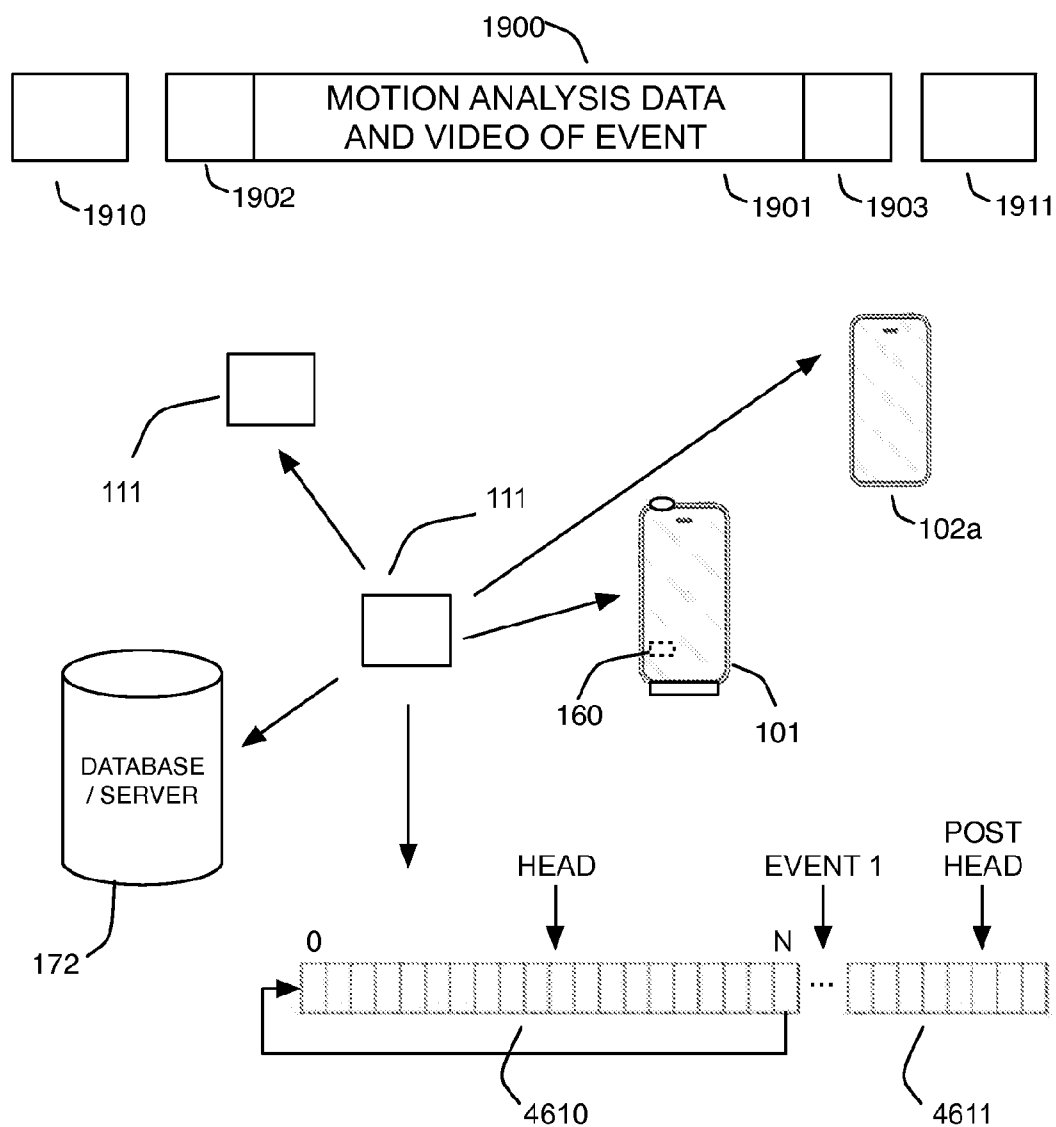 1900
MOTION ANALYSIS DATA
AND VIDEO OF EVENT
1910
1902
1901
1903
1911
111
111
102a
160
101
DATABASE
/ SERVER
172
HEAD
EVENT 1
POST
HEAD
0
N
...
4610
4611